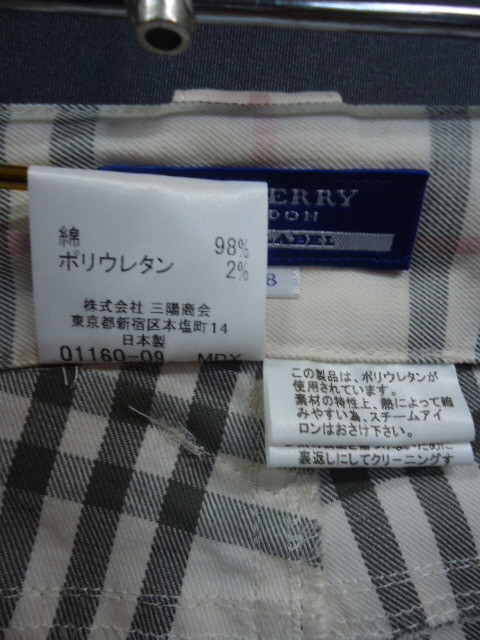 ERRY
DON
LABEL
8
綿 98%
ポリウレタン 2%
株式会社 三陽商会
東京都新宿区本塩町14
日本製
01160-09 MDX
この製品は、ポリウレタンが
使用されています。
素材の特性上、熱によって縮
みやすい為、スチームアイ
ロンはおさけ下さい。
裏返しにしてクリーニングす